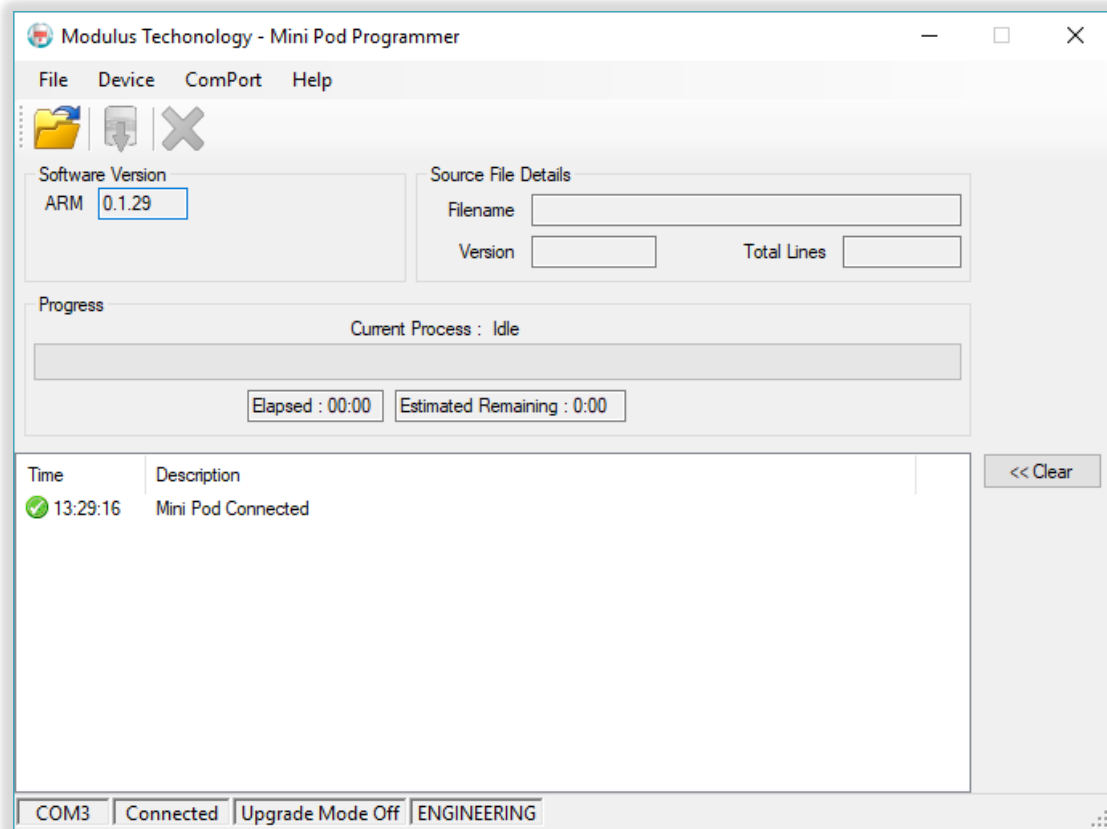 Modulus Techonology - Mini Pod Programmer
File Device ComPort Help
Software Version
ARM 0.1.29
Source File Details
Filename
Version Total Lines
Progress
Current Process : Idle
Elapsed : 00:00 Estimated Remaining : 0:00
Time Description
13:29:16 Mini Pod Connected
<< Clear
COM3 Connected Upgrade Mode Off ENGINEERING